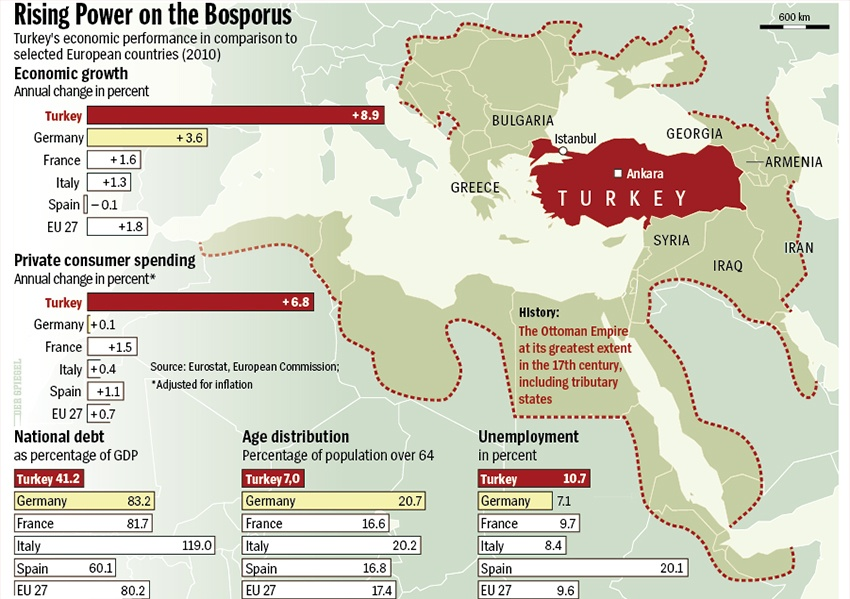 Rising Power on the Bosporus
Turkey's economic performance in comparison to
selected European countries (2010)
Economic growth
Annual change in percent
Turkey +8.9
Germany +3.6
France +1.6
Italy +1.3
Spain –0.1
EU 27 +1.8
Private consumer spending
Annual change in percent*
Turkey +6.8
Germany +0.1
France +1.5
Italy +0.4
Spain +1.1
EU 27 +0.7
Source: Eurostat, European Commission;
*Adjusted for inflation
DER SPIEGEL
National debt
as percentage of GDP
Turkey 41.2
Germany 83.2
France 81.7
Italy 119.0
Spain 60.1
EU 27 80.2
Age distribution
Percentage of population over 64
Turkey 7,0
Germany 20.7
France 16.6
Italy 20.2
Spain 16.8
EU 27 17.4
Unemployment
in percent
Turkey 10.7
Germany 7.1
France 9.7
Italy 8.4
Spain 20.1
EU 27 9.6
600 km
BULGARIA
Istanbul
GEORGIA
ARMENIA
Ankara
GREECE
TURKEY
SYRIA
IRAN
IRAQ
History:
The Ottoman Empire
at its greatest extent
in the 17th century,
including tributary
states